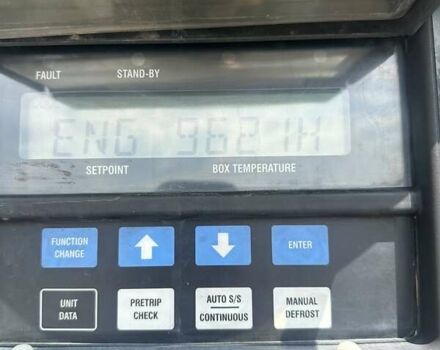 FAULT STAND-BY
ENG 9621H
SETPOINT BOX TEMPERATURE
FUNCTION
CHANGE
ENTER
UNIT
DATA
PRETRIP
CHECK
AUTO S/S
CONTINUOUS
MANUAL
DEFROST